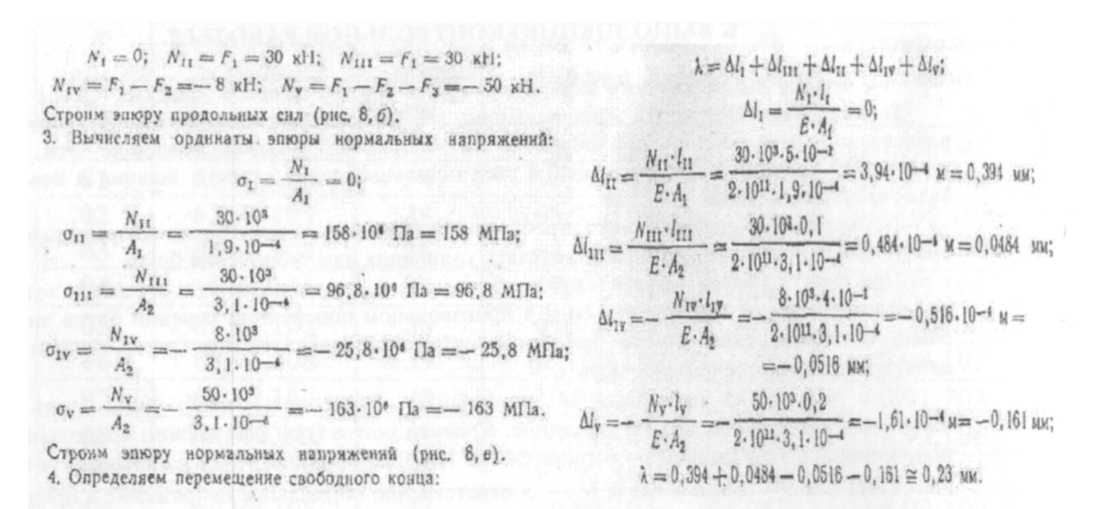 N_I = 0; N_II = F_1 = 30 кН; N_III = F_1 = 30 кН;
N_IV = F_1 − F_2 = − 8 кН; N_V = F_1 − F_2 − F_3 = − 50 кН.
Строим эпюру продольных сил (рис. 8, б).
3. Вычисляем ординаты эпюры нормальных напряжений:
σ_I = N_I / A_1 = 0;
σ_II = N_II / A_1 = 30·10³ / 1,9·10⁻⁴ = 158·10⁶ Па = 158 МПа;
σ_III = N_III / A_2 = 30·10³ / 3,1·10⁻⁴ = 96,8·10⁶ Па = 96,8 МПа;
σ_IV = N_IV / A_2 = − 8·10³ / 3,1·10⁻⁴ = − 25,8·10⁶ Па = − 25,8 МПа;
σ_V = N_V / A_2 = − 50·10³ / 3,1·10⁻⁴ = − 163·10⁶ Па = − 163 МПа.
Строим эпюру нормальных напряжений (рис. 8, в).
4. Определяем перемещение свободного конца:
λ = Δl_I + Δl_III + Δl_II + Δl_IV + Δl_V;
Δl_I = N_I·l_I / E·A_1 = 0;
Δl_II = N_II·l_II / E·A_1 = 30·10³·5·10⁻² / 2·10¹¹·1,9·10⁻⁴ = 3,94·10⁻⁴ м = 0,394 мм;
Δl_III = N_III·l_III / E·A_2 = 30·10³·0,1 / 2·10¹¹·3,1·10⁻⁴ = 0,484·10⁻⁴ м = 0,0484 мм;
Δl_IV = − N_IV·l_IV / E·A_2 = − 8·10³·4·10⁻¹ / 2·10¹¹·3,1·10⁻⁴ = −0,516·10⁻⁴ м =
= − 0,0516 мм;
Δl_V = − N_V·l_V / E·A_2 = − 50·10³·0,2 / 2·10¹¹·3,1·10⁻⁴ = −1,61·10⁻⁴ м = −0,161 мм;
λ = 0,394 + 0,0484 − 0,0516 − 0,161 ≅ 0,23 мм.